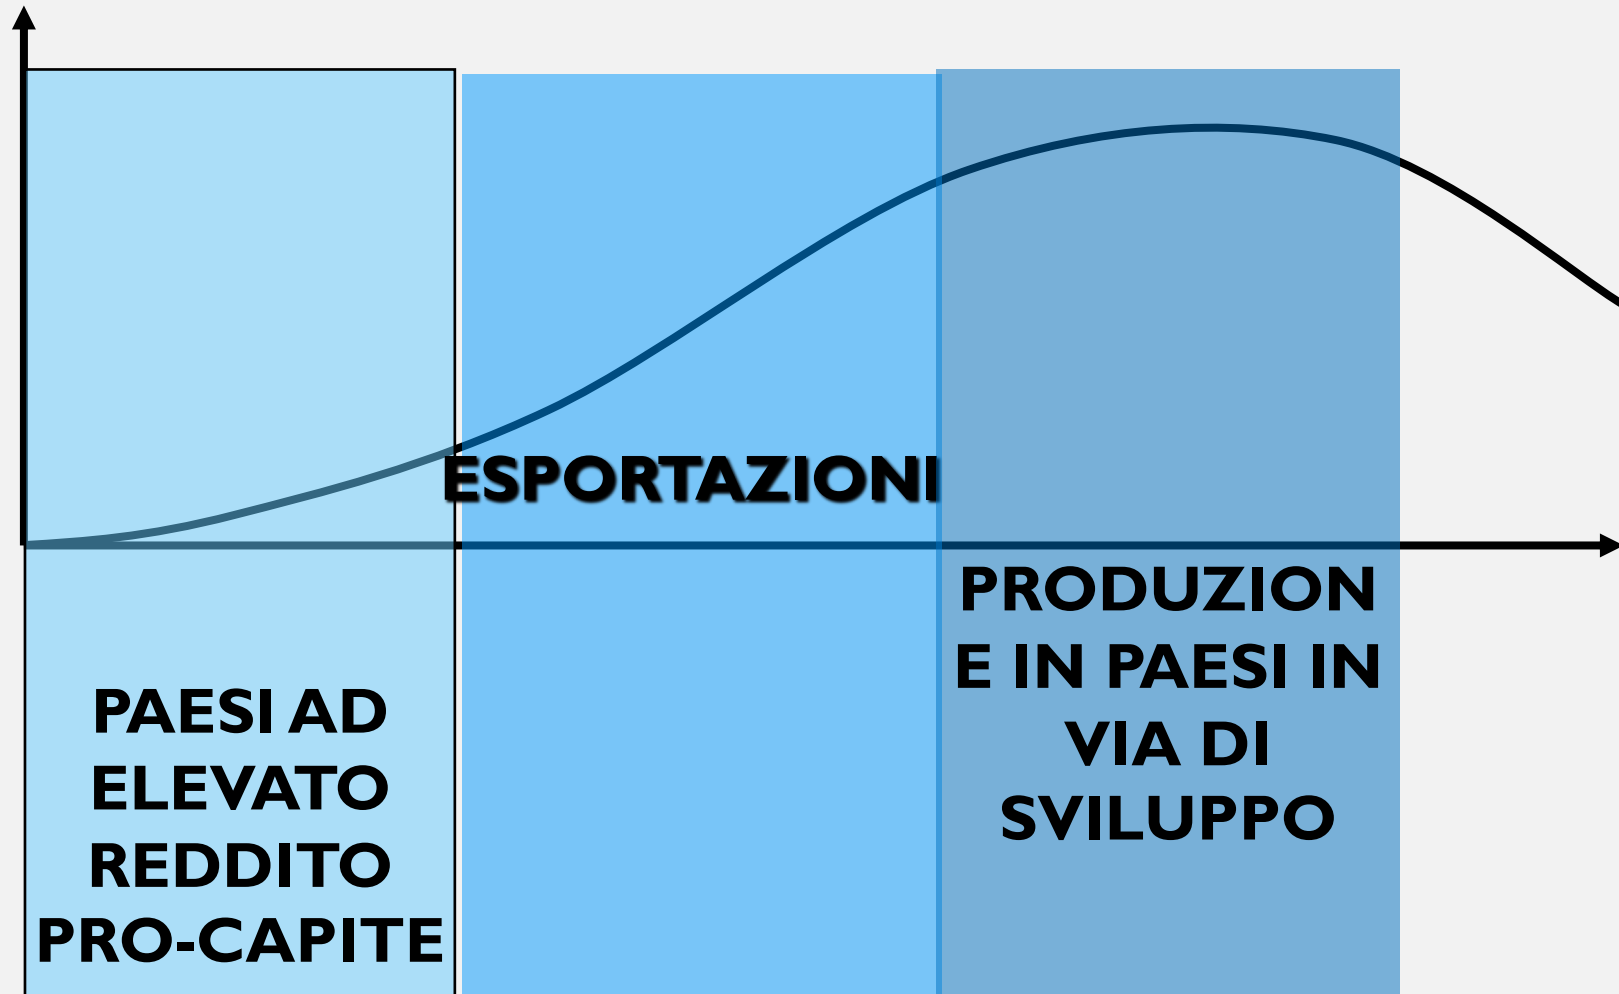 ESPORTAZIONI
PRODUZION
E IN PAESI IN
VIA DI
SVILUPPO
PAESI AD
ELEVATO
REDDITO
PRO-CAPITE